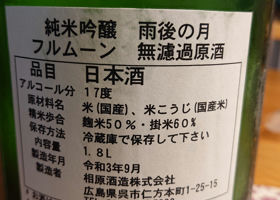 純米吟醸 雨後の月
フルムーン 無濾過原酒
品目 日本酒
アルコール分 17度
原材料名 米(国産)、米こうじ(国産米)
精米歩合 麹米50%・掛米60%
保存方法 冷蔵庫で保存して下さい
内容量 1.8L
製造年月 令和3年9月
製造者 相原酒造株式会社
広島県呉市仁方本町1-25-15